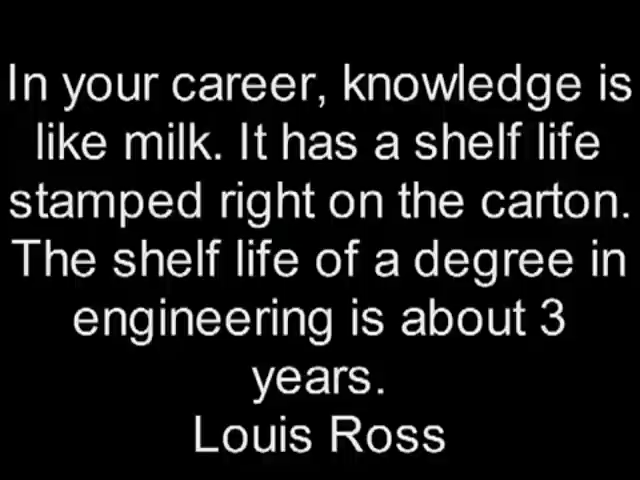 In your career, knowledge is
like milk. It has a shelf life
stamped right on the carton.
The shelf life of a degree in
engineering is about 3
years.
Louis Ross